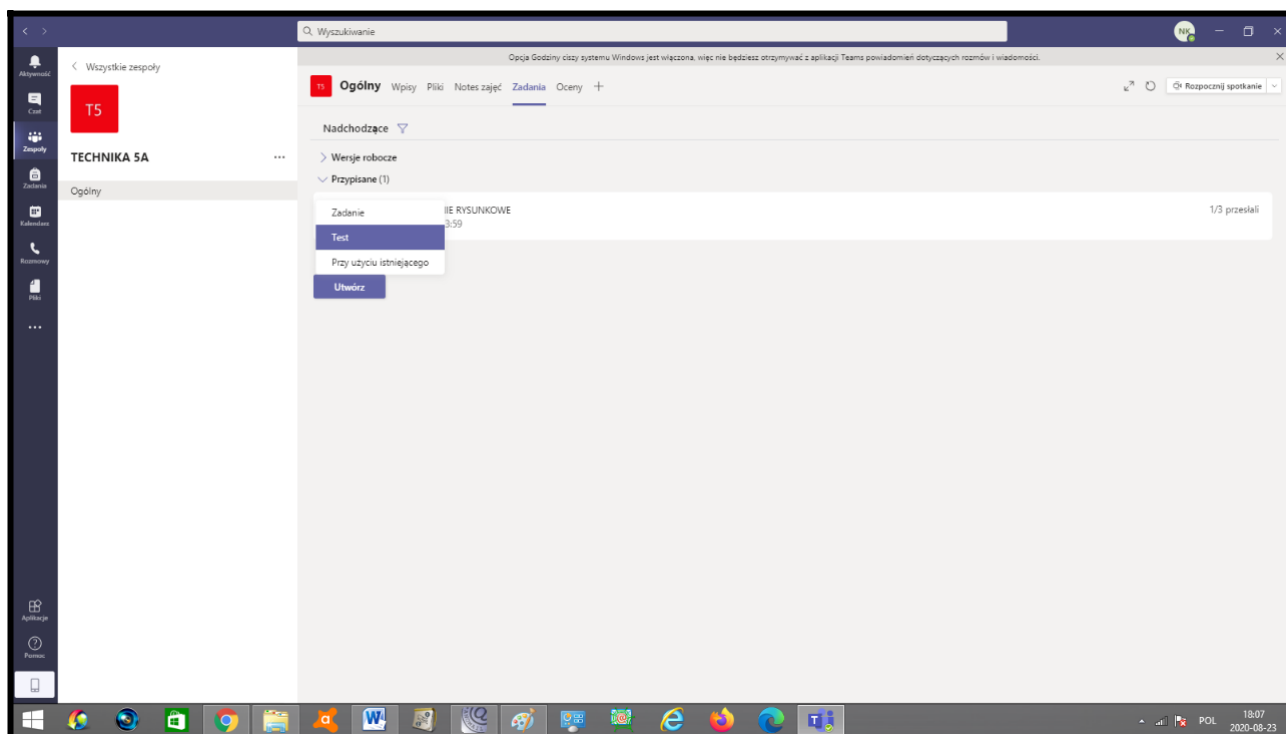 Wyszukiwanie
NK
Opcja Godziny ciszy systemu Windows jest włączona, więc nie będziesz otrzymywać z aplikacji Teams powiadomień dotyczących rozmów i wiadomości.
Aktywność
Czat
Zespoły
Zadania
Kalendarz
Rozmowy
Pliki
Aplikacje
Pomoc
Wszystkie zespoły
T5
TECHNIKA 5A
Ogólny
T5 Ogólny Wpisy Pliki Notes zajęć Zadania Oceny
Rozpocznij spotkanie
Nadchodzące
Wersje robocze
Przypisane (1)
IE RYSUNKOWE
3:59
1/3 przesłali
Zadanie
Test
Przy użyciu istniejącego
Utwórz
POL
18:07
2020-08-23